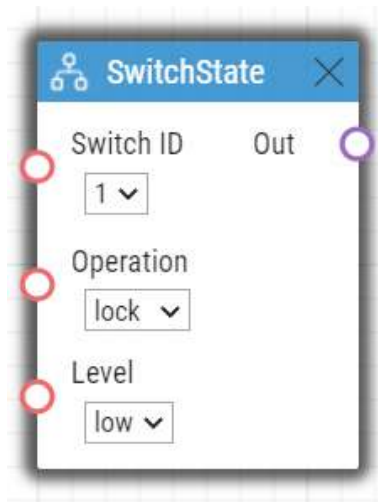 SwitchState
Switch ID Out
1
Operation
lock
Level
low